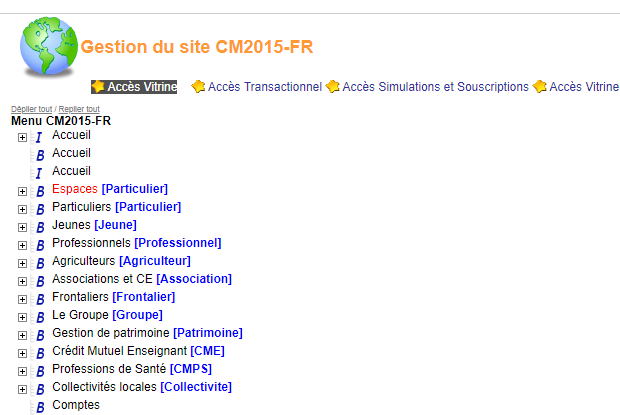 Gestion du site CM2015-FR
Accès Vitrine Accès Transactionnel Accès Simulations et Souscriptions Accès Vitrine
Déplier tout / Replier tout
Menu CM2015-FR
I Accueil
B Accueil
I Accueil
B Espaces [Particulier]
B Particuliers [Particulier]
B Jeunes [Jeune]
B Professionnels [Professionnel]
B Agriculteurs [Agriculteur]
B Associations et CE [Association]
B Frontaliers [Frontalier]
B Le Groupe [Groupe]
B Gestion de patrimoine [Patrimoine]
B Crédit Mutuel Enseignant [CME]
B Professions de Santé [CMPS]
B Collectivités locales [Collectivite]
B Comptes